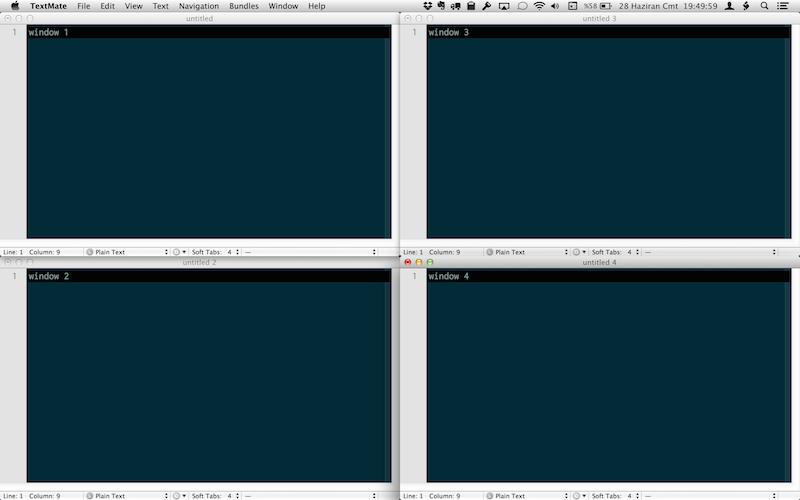 TextMate File Edit View Text Navigation Bundles Window Help %58 28 Haziran Cmt 19:49:59
untitled
1 window 1
Line: 1 Column: 9 Plain Text Soft Tabs: 4 —
untitled 3
1 window 3
Line: 1 Column: 9 Plain Text Soft Tabs: 4 —
untitled 2
1 window 2
Line: 1 Column: 9 Plain Text Soft Tabs: 4 —
untitled 4
1 window 4
Line: 1 Column: 9 Plain Text Soft Tabs: 4 —